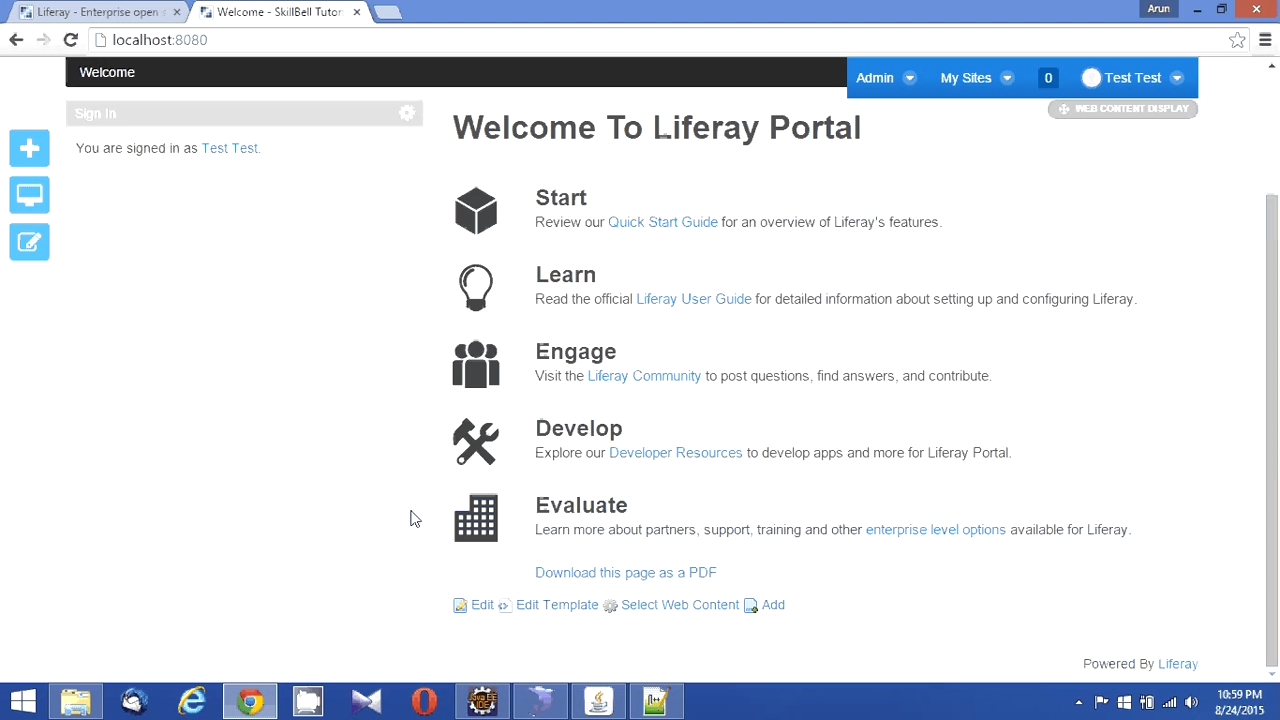 Liferay - Enterprise open s
Welcome - SkillBell Tutor
Arun
localhost:8080
Welcome
Admin
My Sites
0
Test Test
WEB CONTENT DISPLAY
Sign In
You are signed in as Test Test.
Welcome To Liferay Portal
Start
Review our Quick Start Guide for an overview of Liferay's features.
Learn
Read the official Liferay User Guide for detailed information about setting up and configuring Liferay.
Engage
Visit the Liferay Community to post questions, find answers, and contribute.
Develop
Explore our Developer Resources to develop apps and more for Liferay Portal.
Evaluate
Learn more about partners, support, training and other enterprise level options available for Liferay.
Download this page as a PDF
Edit Edit Template Select Web Content Add
Powered By Liferay
Java EE
IDE
10:59 PM
8/24/2015